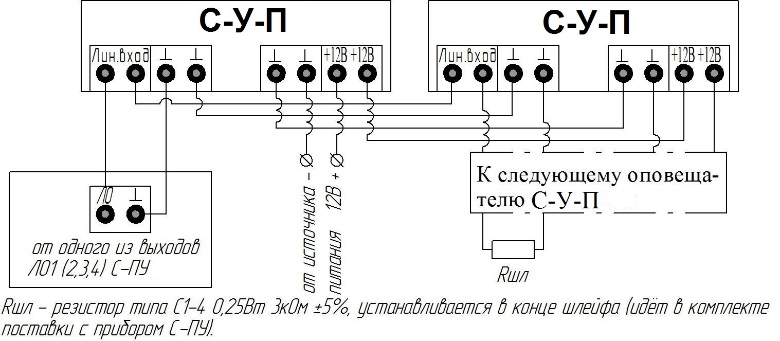 С-У-П
С-У-П
Лин.вход ⊥ ⊥ ⊥ ⊥ +12В +12В
Лин.вход ⊥ ⊥ ⊥ ⊥ +12В +12В
ЛО ⊥
от одного из выходов
ЛО1 (2,3,4) С-ПУ
от источника -
питания 12В +
К следующему оповеща-
телю С-У-П
Rшл
Rшл – резистор типа С1-4 0,25Вт 3кОм ±5%, устанавливается в конце шлейфа (идёт в комплекте
поставки с прибором С-ПУ).